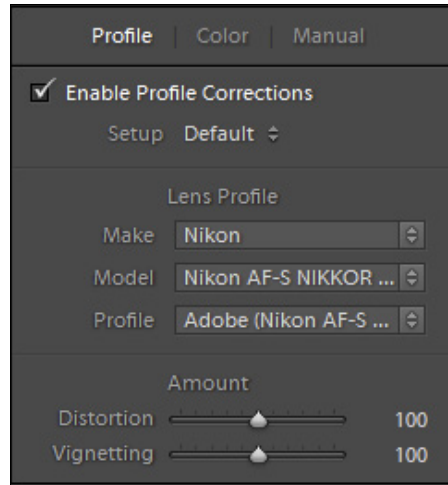 Profile | Color | Manual
Enable Profile Corrections
Setup Default
Lens Profile
Make Nikon
Model Nikon AF-S NIKKOR ...
Profile Adobe (Nikon AF-S ...
Amount
Distortion 100
Vignetting 100